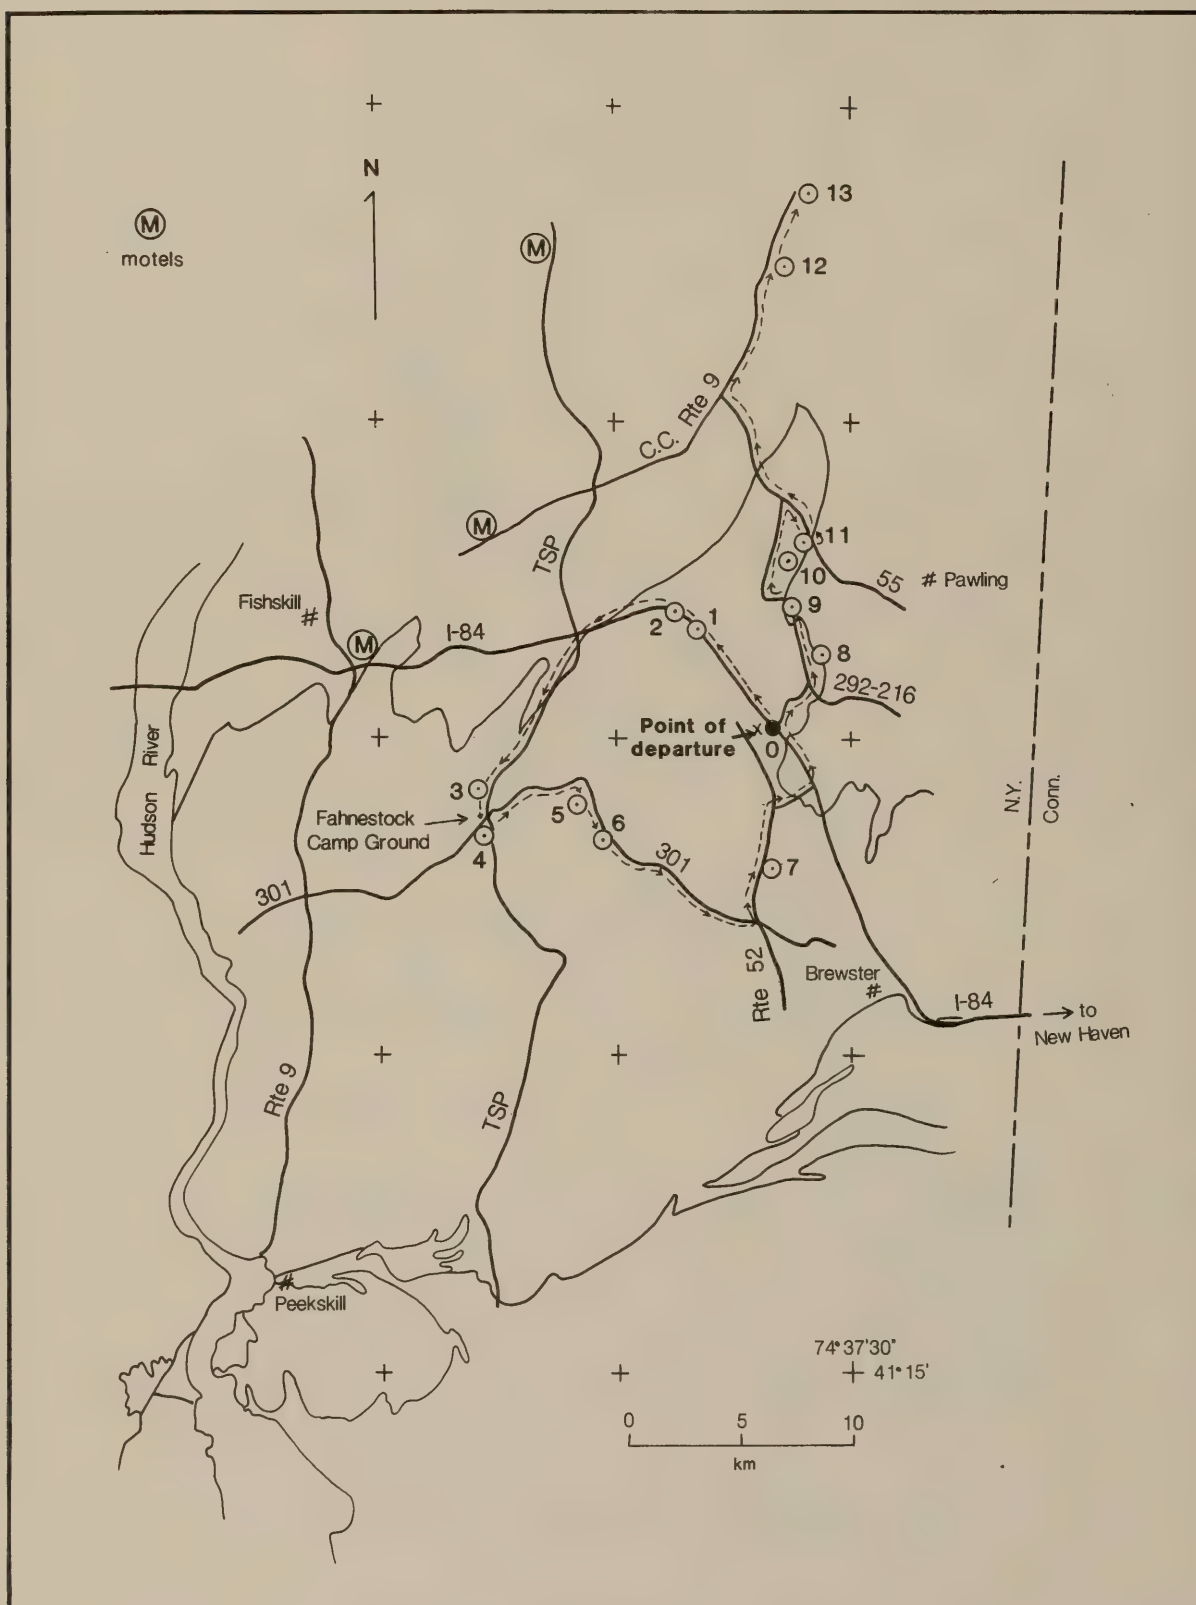 N
M
motels
M
13
12
C.C. Rte 9
M
TSP
11
10
55
# Pawling
Fishskill
#
M
I-84
2
1
9
8
292-216
Point of
departure
x
0
Hudson River
3
Fahnestock
Camp Ground
4
5
6
301
301
7
N.Y.
Conn.
Rte 52
Brewster
#
I-84
to
New Haven
Rte 9
TSP
#
Peekskill
74°37'30"
41°15'
0
5
10
km